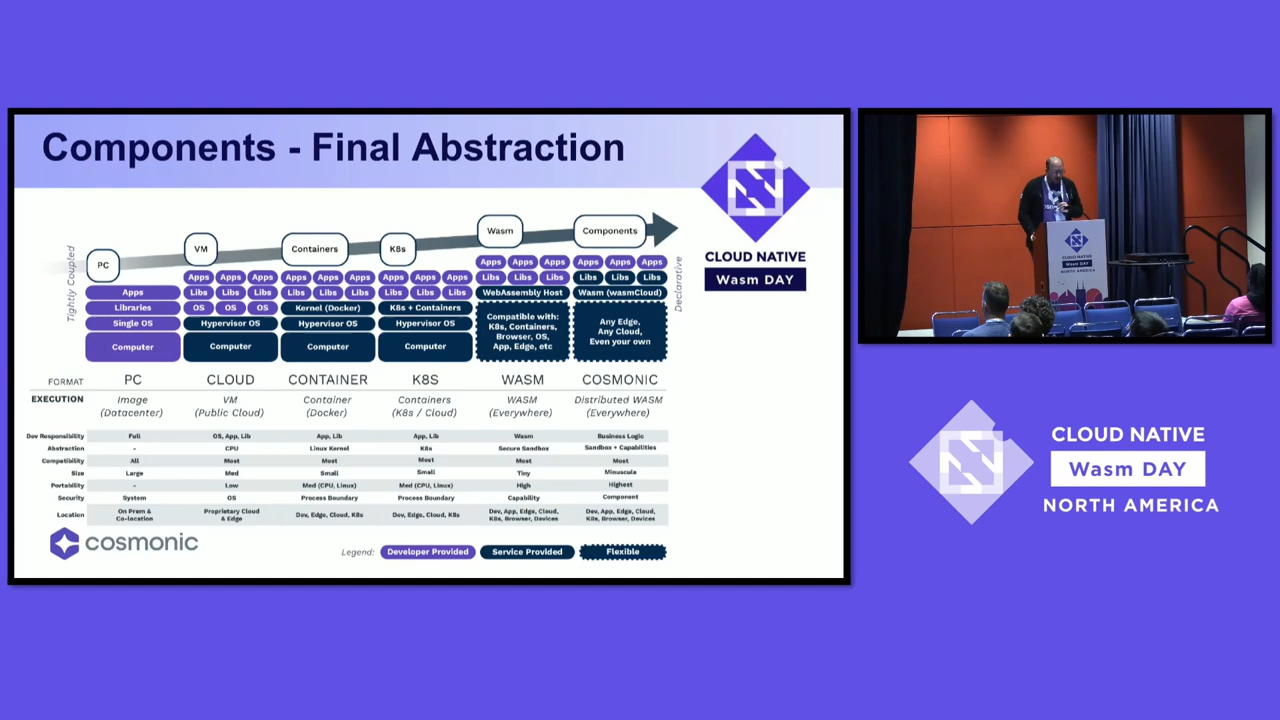 Components - Final Abstraction
CLOUD NATIVE
Wasm DAY
Tightly Coupled
Declarative
PC
VM
Containers
K8s
Wasm
Components
Apps
Libraries
Single OS
Computer
Apps Apps Apps
Libs Libs Libs
OS OS OS
Hypervisor OS
Computer
Apps Apps Apps
Libs Libs Libs
Kernel (Docker)
Hypervisor OS
Computer
Apps Apps Apps
Libs Libs Libs
K8s + Containers
Hypervisor OS
Computer
Apps Apps Apps
Libs Libs Libs
WebAssembly Host
Compatible with:
K8s, Containers,
Browser, OS,
App, Edge, etc
Apps Apps Apps
Libs Libs Libs
Wasm (wasmCloud)
Any Edge,
Any Cloud,
Even your own
FORMAT PC CLOUD CONTAINER K8S WASM COSMONIC
EXECUTION Image VM Container Containers WASM Distributed WASM
(Datacenter) (Public Cloud) (Docker) (K8s / Cloud) (Everywhere) (Everywhere)
Dev Responsibility Full OS, App, Lib App, Lib App, Lib Wasm Business Logic
Abstraction - CPU Linux Kernel K8s Secure Sandbox Sandbox + Capabilities
Compatibility All Most Most Most Most Most
Size Large Med Small Small Tiny Minuscule
Portability - Low Med (CPU, Linux) Med (CPU, Linux) High Highest
Security System OS Process Boundary Process Boundary Capability Component
Location On Prem & Proprietary Cloud Dev, Edge, Cloud, K8s Dev, Edge, Cloud, K8s Dev, App, Edge, Cloud, Dev, App, Edge, Cloud,
Co-location & Edge K8s, Browser, Devices K8s, Browser, Devices
cosmonic
Legend: Developer Provided Service Provided Flexible
CLOUD NATIVE
Wasm DAY
NORTH AMERICA
CLOUD NATIVE
Wasm DAY
NORTH AMERICA